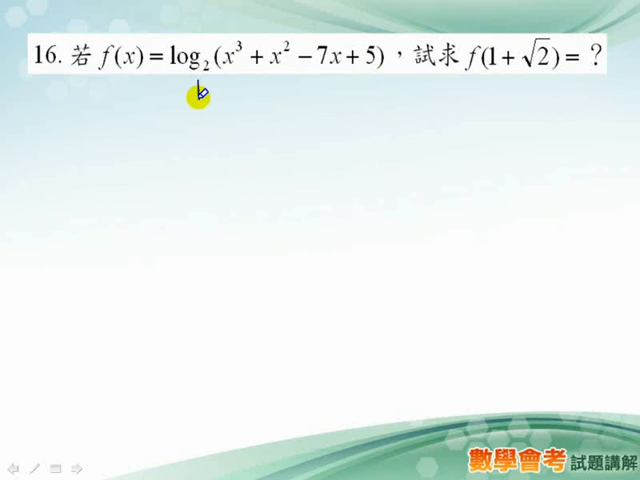 16. 若 f(x) = log₂(x³ + x² − 7x + 5)，試求 f(1+√2) = ？
數學會考 試題講解